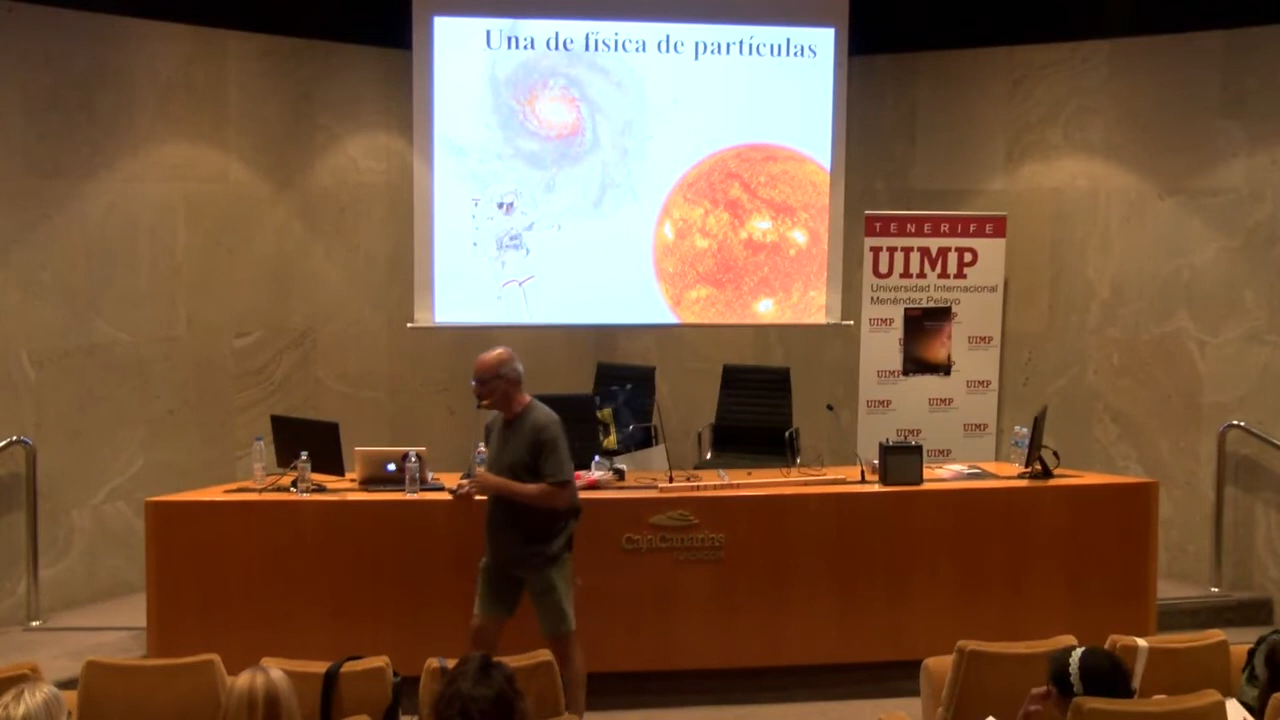 Una de física de partículas
TENERIFE
UIMP
Universidad Internacional
Menéndez Pelayo
UIMP
UIMP
UIMP
UIMP
UIMP
UIMP
UIMP
UIMP
UIMP
CajaCanarias
FUNDACIÓN